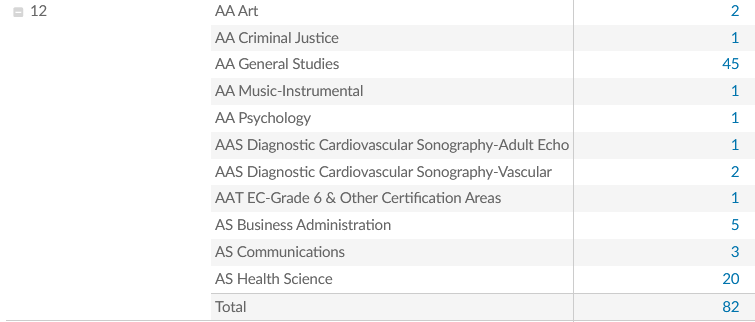 12 AA Art 2
AA Criminal Justice 1
AA General Studies 45
AA Music-Instrumental 1
AA Psychology 1
AAS Diagnostic Cardiovascular Sonography-Adult Echo 1
AAS Diagnostic Cardiovascular Sonography-Vascular 2
AAT EC-Grade 6 & Other Certification Areas 1
AS Business Administration 5
AS Communications 3
AS Health Science 20
Total 82